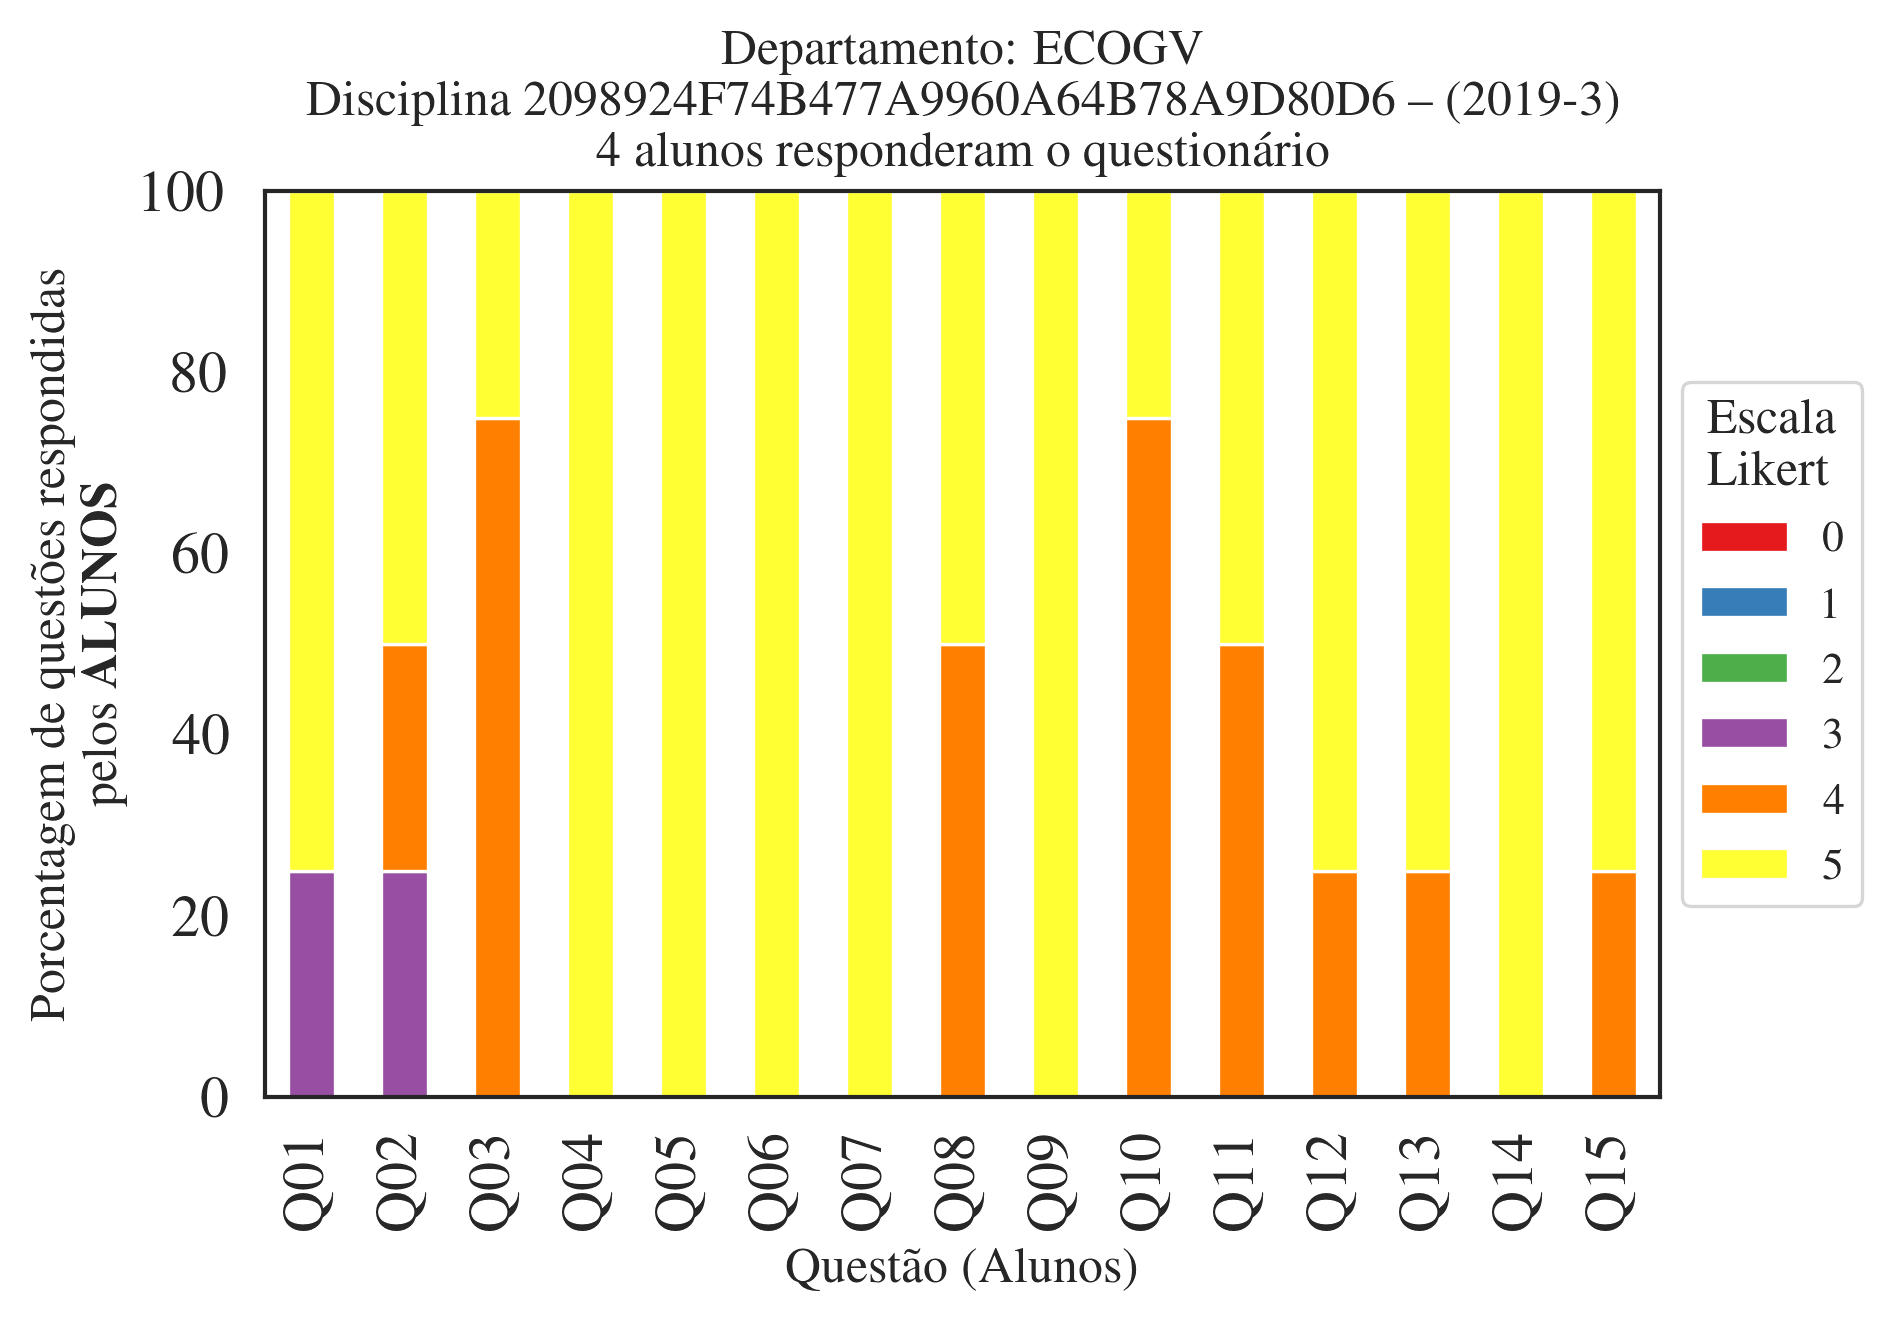 Departamento: ECOGV
Disciplina 2098924F74B477A9960A64B78A9D80D6 – (2019-3)
4 alunos responderam o questionário
Porcentagem de questões respondidas
pelos ALUNOS
100
80
60
40
20
0
Q01
Q02
Q03
Q04
Q05
Q06
Q07
Q08
Q09
Q10
Q11
Q12
Q13
Q14
Q15
Questão (Alunos)
Escala
Likert
0
1
2
3
4
5